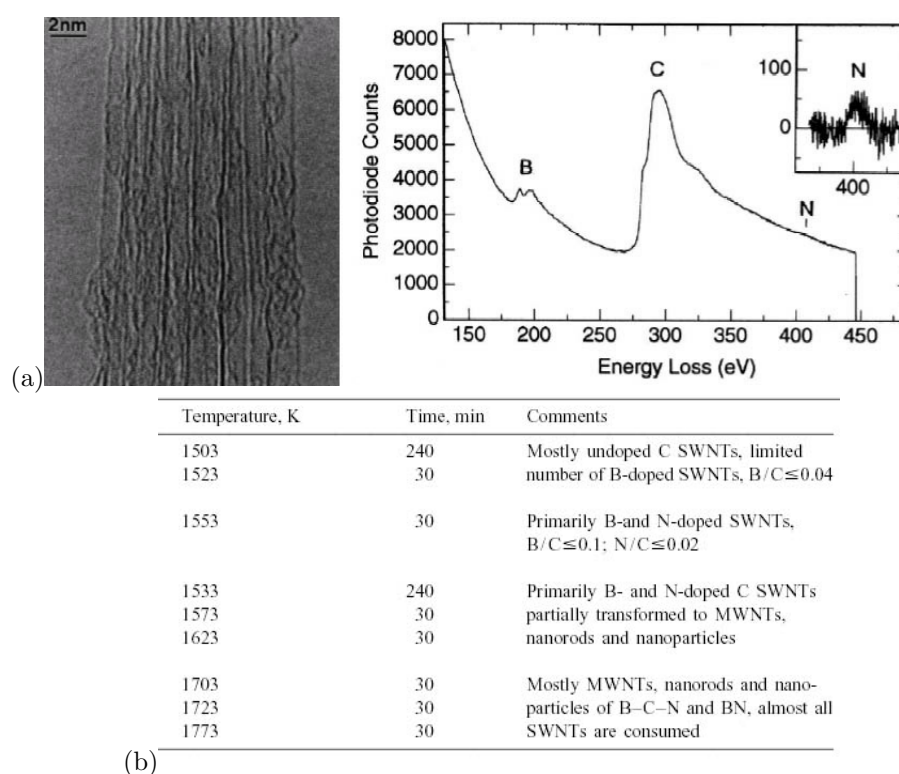 2nm
8000
7000
6000
5000
4000
3000
2000
1000
0
Photodiode Counts
B
C
N
100
0
N
400
150 200 250 300 350 400 450
Energy Loss (eV)
(a)
Temperature, K Time, min Comments
1503 240 Mostly undoped C SWNTs, limited
1523 30 number of B-doped SWNTs, B/C≤0.04
1553 30 Primarily B-and N-doped SWNTs,
B/C≤0.1; N/C≤0.02
1533 240 Primarily B- and N-doped C SWNTs
1573 30 partially transformed to MWNTs,
1623 30 nanorods and nanoparticles
1703 30 Mostly MWNTs, nanorods and nano-
1723 30 particles of B–C–N and BN, almost all
1773 30 SWNTs are consumed
(b)